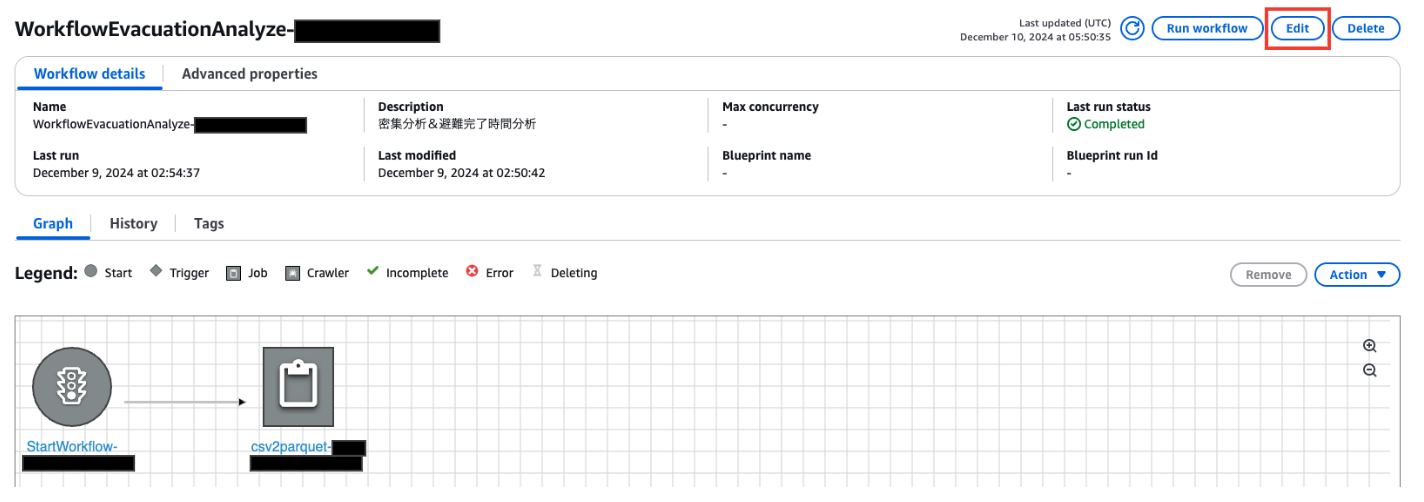 WorkflowEvacuationAnalyze-
Last updated (UTC)
December 10, 2024 at 05:50:35
Run workflow
Edit
Delete
Workflow details
Advanced properties
Name
WorkflowEvacuationAnalyze-
Description
密集分析＆避難完了時間分析
Max concurrency
-
Last run status
Completed
Last run
December 9, 2024 at 02:54:37
Last modified
December 9, 2024 at 02:50:42
Blueprint name
-
Blueprint run Id
-
Graph
History
Tags
Legend:
Start
Trigger
Job
Crawler
Incomplete
Error
Deleting
Remove
Action
StartWorkflow-
csv2parquet-